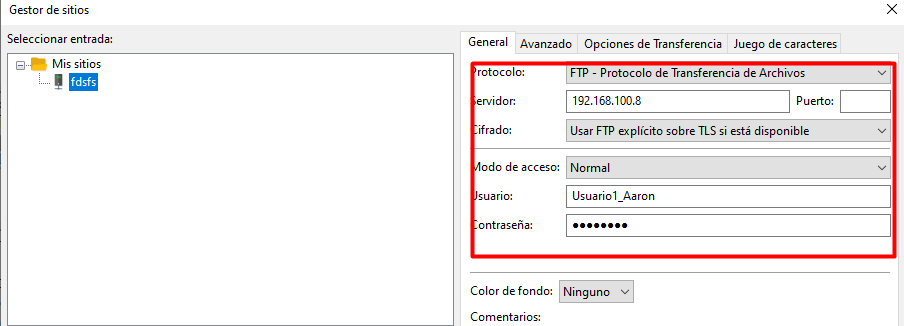 Gestor de sitios
Seleccionar entrada:
Mis sitios
fdsfs
General Avanzado Opciones de Transferencia Juego de caracteres
Protocolo: FTP - Protocolo de Transferencia de Archivos
Servidor: 192.168.100.8 Puerto:
Cifrado: Usar FTP explícito sobre TLS si está disponible
Modo de acceso: Normal
Usuario: Usuario1_Aaron
Contraseña: ●●●●●●●●
Color de fondo: Ninguno
Comentarios: